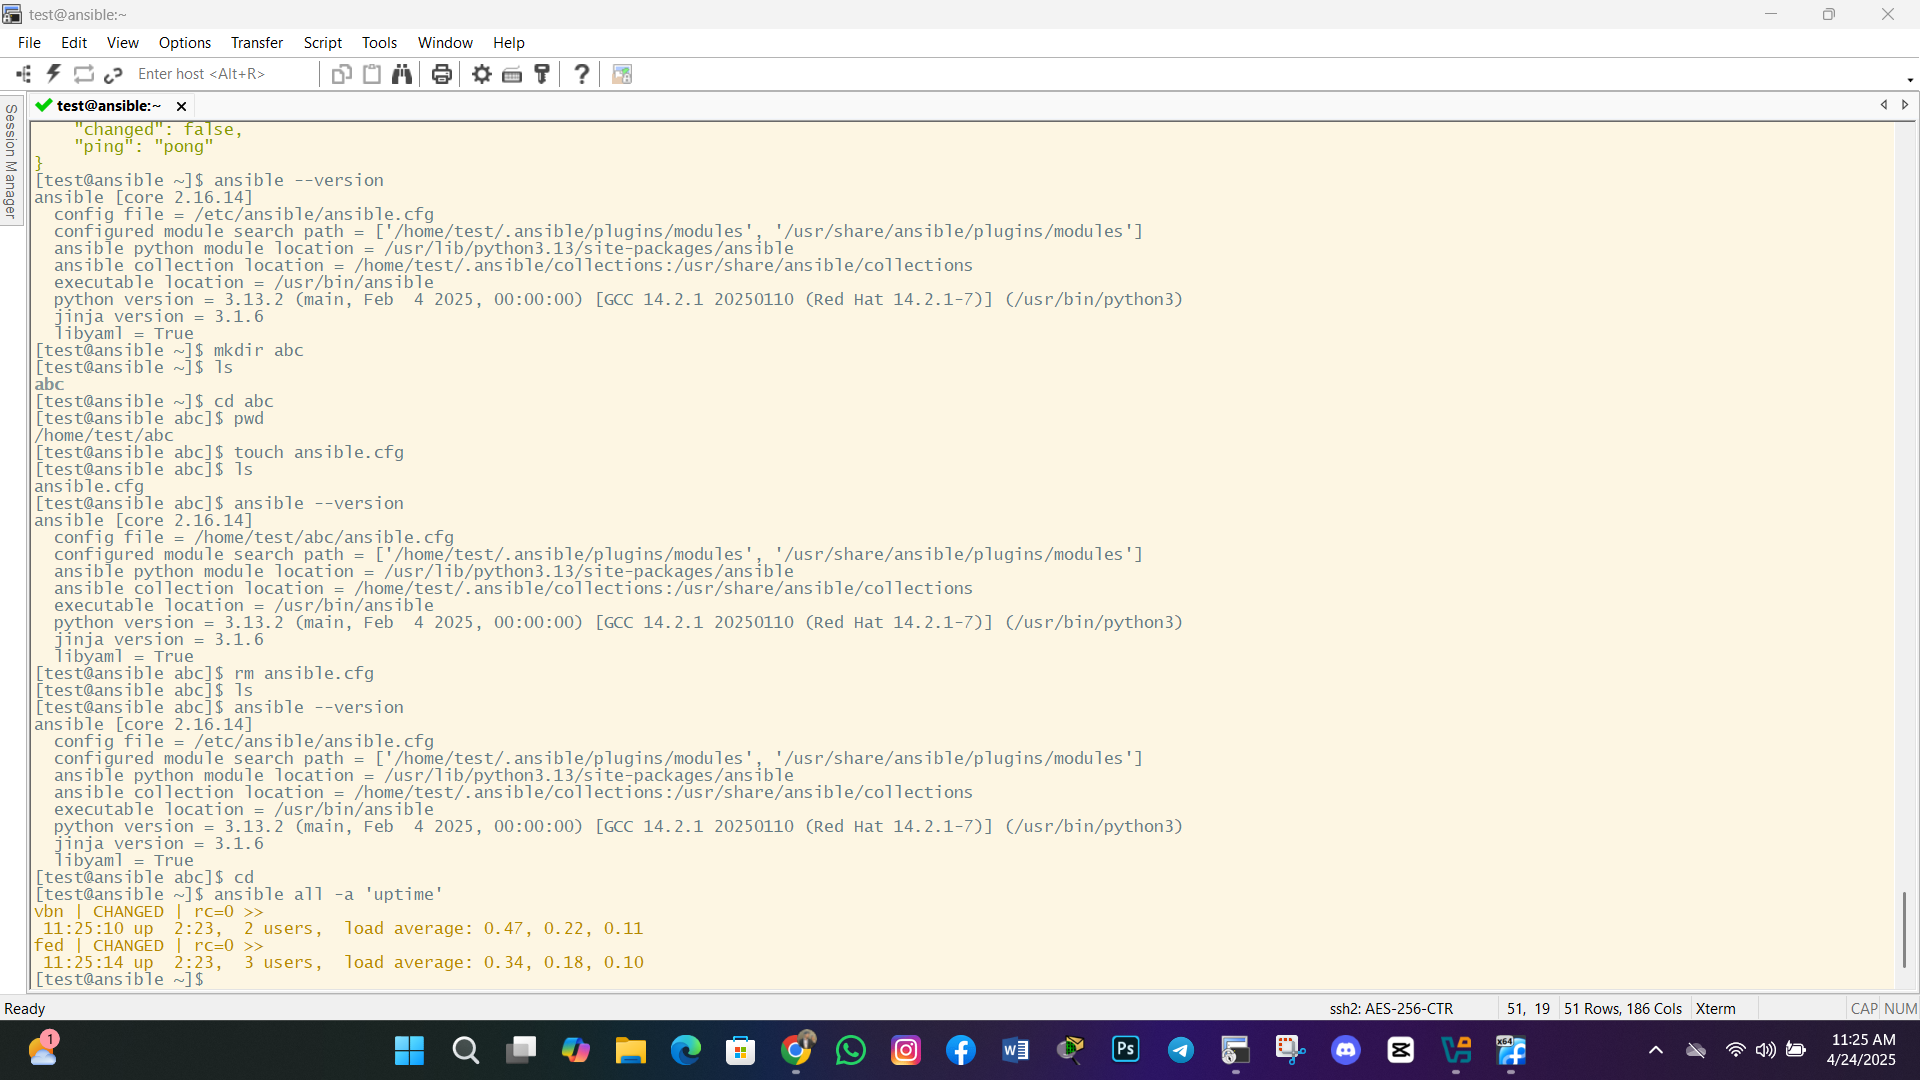 test@ansible:~
File Edit View Options Transfer Script Tools Window Help
Enter host <Alt+R>
Session Manager
test@ansible:~
    "changed": false,
    "ping": "pong"
}
[test@ansible ~]$ ansible --version
ansible [core 2.16.14]
  config file = /etc/ansible/ansible.cfg
  configured module search path = ['/home/test/.ansible/plugins/modules', '/usr/share/ansible/plugins/modules']
  ansible python module location = /usr/lib/python3.13/site-packages/ansible
  ansible collection location = /home/test/.ansible/collections:/usr/share/ansible/collections
  executable location = /usr/bin/ansible
  python version = 3.13.2 (main, Feb  4 2025, 00:00:00) [GCC 14.2.1 20250110 (Red Hat 14.2.1-7)] (/usr/bin/python3)
  jinja version = 3.1.6
  libyaml = True
[test@ansible ~]$ mkdir abc
[test@ansible ~]$ ls
abc
[test@ansible ~]$ cd abc
[test@ansible abc]$ pwd
/home/test/abc
[test@ansible abc]$ touch ansible.cfg
[test@ansible abc]$ ls
ansible.cfg
[test@ansible abc]$ ansible --version
ansible [core 2.16.14]
  config file = /home/test/abc/ansible.cfg
  configured module search path = ['/home/test/.ansible/plugins/modules', '/usr/share/ansible/plugins/modules']
  ansible python module location = /usr/lib/python3.13/site-packages/ansible
  ansible collection location = /home/test/.ansible/collections:/usr/share/ansible/collections
  executable location = /usr/bin/ansible
  python version = 3.13.2 (main, Feb  4 2025, 00:00:00) [GCC 14.2.1 20250110 (Red Hat 14.2.1-7)] (/usr/bin/python3)
  jinja version = 3.1.6
  libyaml = True
[test@ansible abc]$ rm ansible.cfg
[test@ansible abc]$ ls
[test@ansible abc]$ ansible --version
ansible [core 2.16.14]
  config file = /etc/ansible/ansible.cfg
  configured module search path = ['/home/test/.ansible/plugins/modules', '/usr/share/ansible/plugins/modules']
  ansible python module location = /usr/lib/python3.13/site-packages/ansible
  ansible collection location = /home/test/.ansible/collections:/usr/share/ansible/collections
  executable location = /usr/bin/ansible
  python version = 3.13.2 (main, Feb  4 2025, 00:00:00) [GCC 14.2.1 20250110 (Red Hat 14.2.1-7)] (/usr/bin/python3)
  jinja version = 3.1.6
  libyaml = True
[test@ansible abc]$ cd
[test@ansible ~]$ ansible all -a 'uptime'
vbn | CHANGED | rc=0 >>
 11:25:10 up  2:23,  2 users,  load average: 0.47, 0.22, 0.11
fed | CHANGED | rc=0 >>
 11:25:14 up  2:23,  3 users,  load average: 0.34, 0.18, 0.10
[test@ansible ~]$
Ready ssh2: AES-256-CTR 51, 19 51 Rows, 186 Cols Xterm CAP NUM
1 Ps x64 11:25 AM
4/24/2025